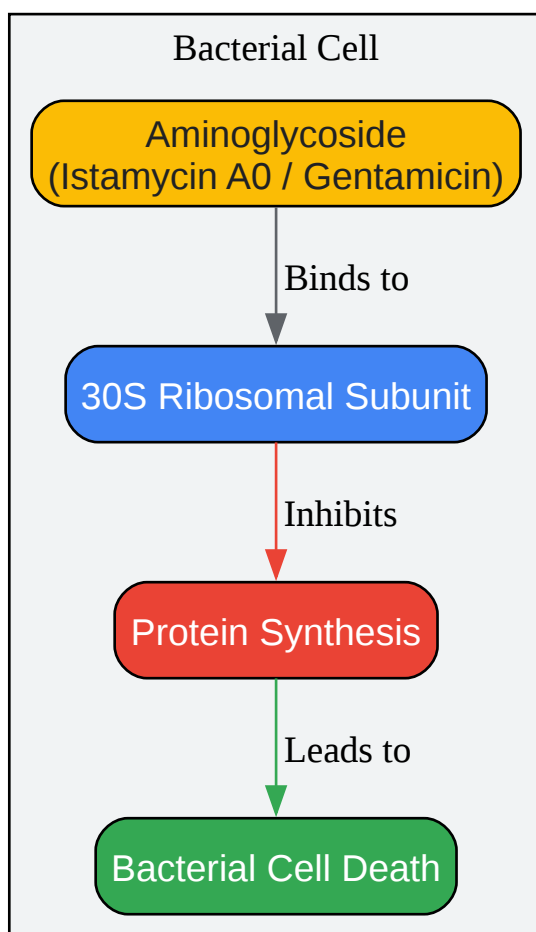 Bacterial Cell
Aminoglycoside
(Istamycin A0 / Gentamicin)
Binds to
30S Ribosomal Subunit
Inhibits
Protein Synthesis
Leads to
Bacterial Cell Death